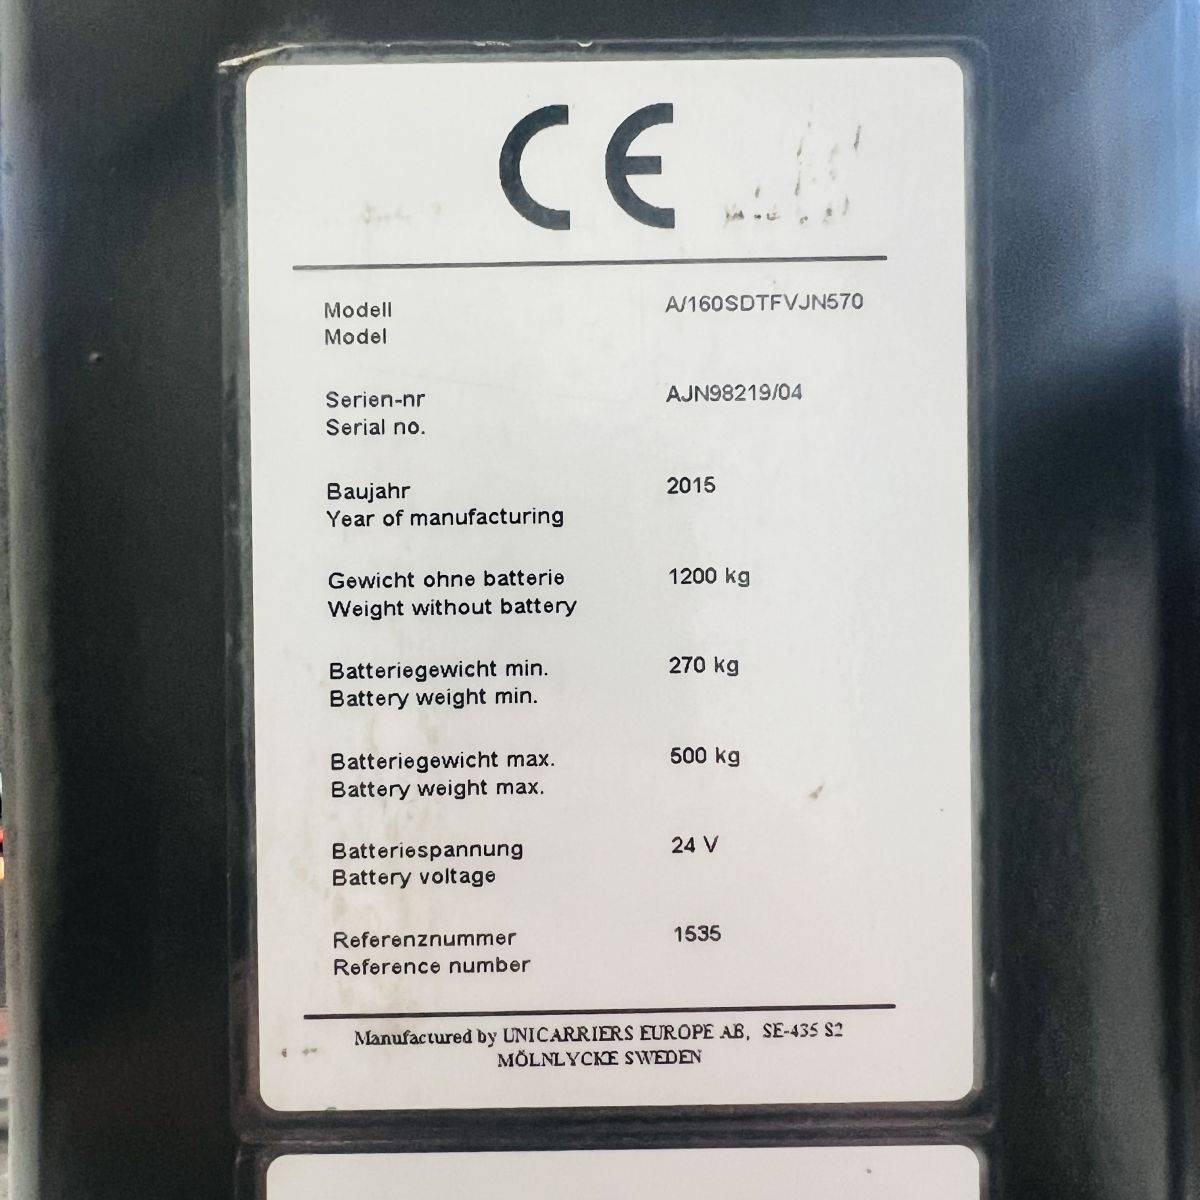 CE
Modell A/160SDTFVJN570
Model
Serien-nr AJN98219/04
Serial no.
Baujahr 2015
Year of manufacturing
Gewicht ohne batterie 1200 kg
Weight without battery
Batteriegewicht min. 270 kg
Battery weight min.
Batteriegewicht max. 500 kg
Battery weight max.
Batteriespannung 24 V
Battery voltage
Referenznummer 1535
Reference number
Manufactured by UNICARRIERS EUROPE AB, SE-435 S2
MÖLNLYCKE SWEDEN